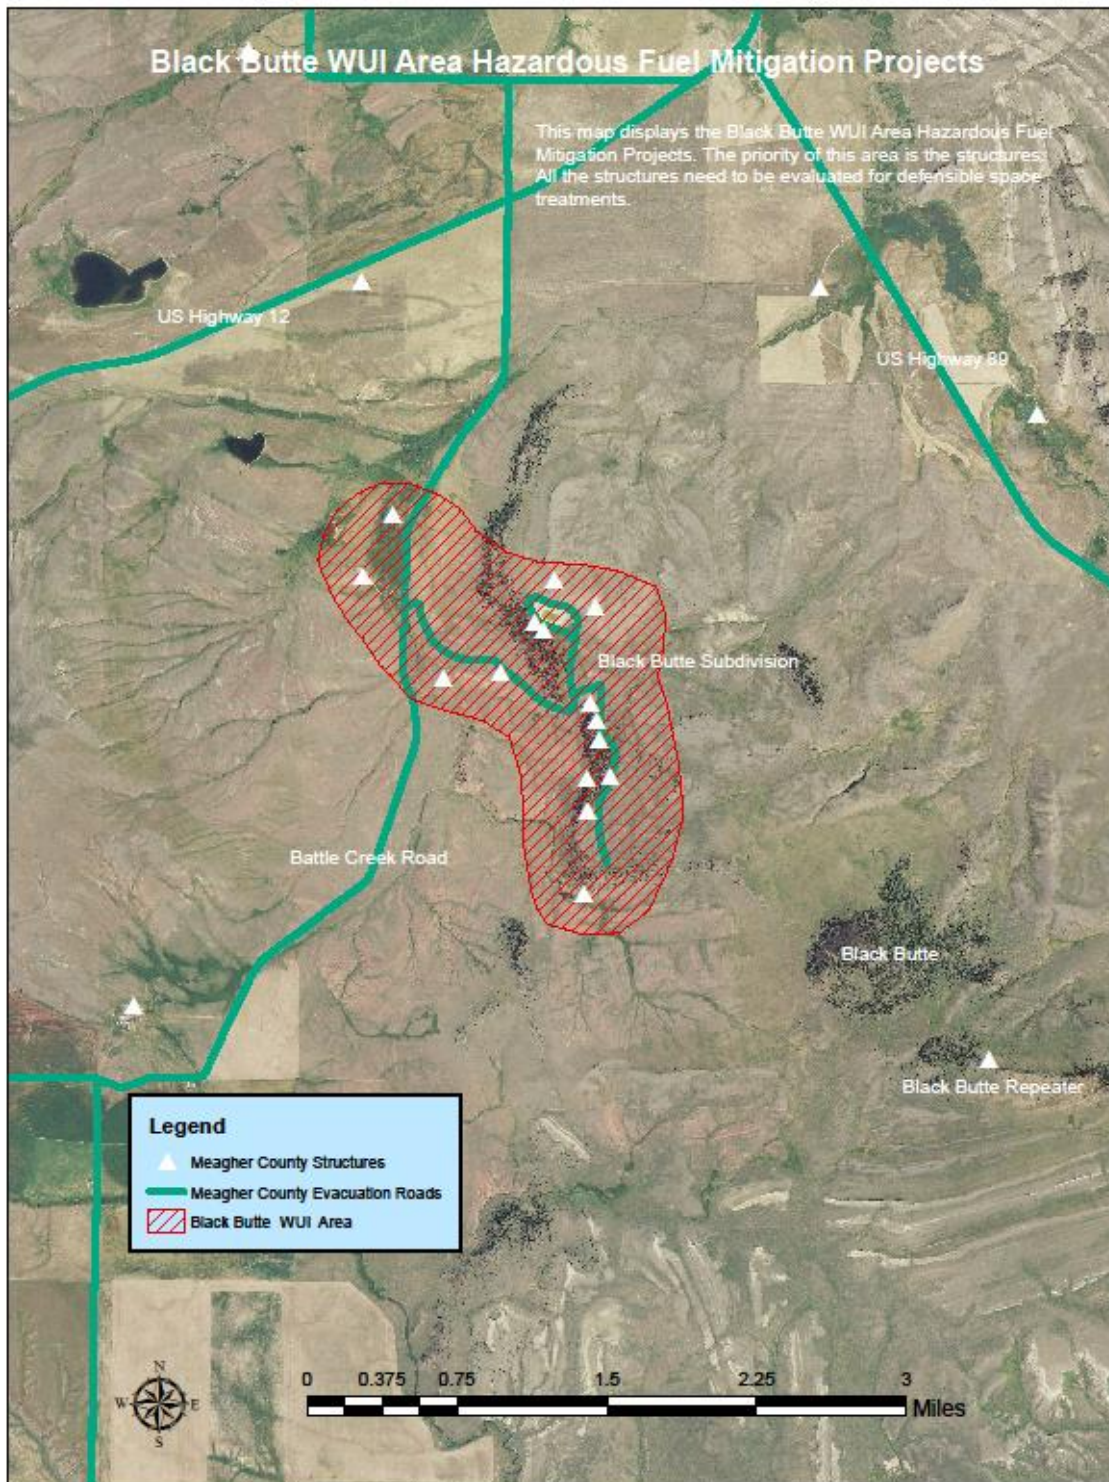 Black Butte WUI Area Hazardous Fuel Mitigation Projects
This map displays the Black Butte WUI Area Hazardous Fuel
Mitigation Projects. The priority of this area is the structures.
All the structures need to be evaluated for defensible space
treatments.
US Highway 12
US Highway 89
Black Butte Subdivision
Battle Creek Road
Black Butte
Black Butte Repeater
Legend
Meagher County Structures
Meagher County Evacuation Roads
Black Butte WUI Area
N
W E
S
0 0.375 0.75 1.5 2.25 3
Miles